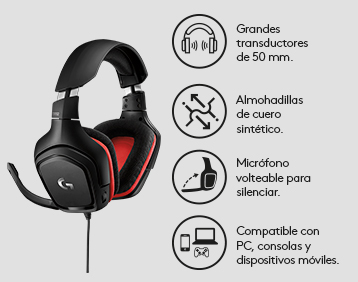 Grandes
transductores
de 50 mm.
Almohadillas
de cuero
sintético.
Micrófono
volteable para
silenciar.
Compatible con
PC, consolas y
dispositivos móviles.